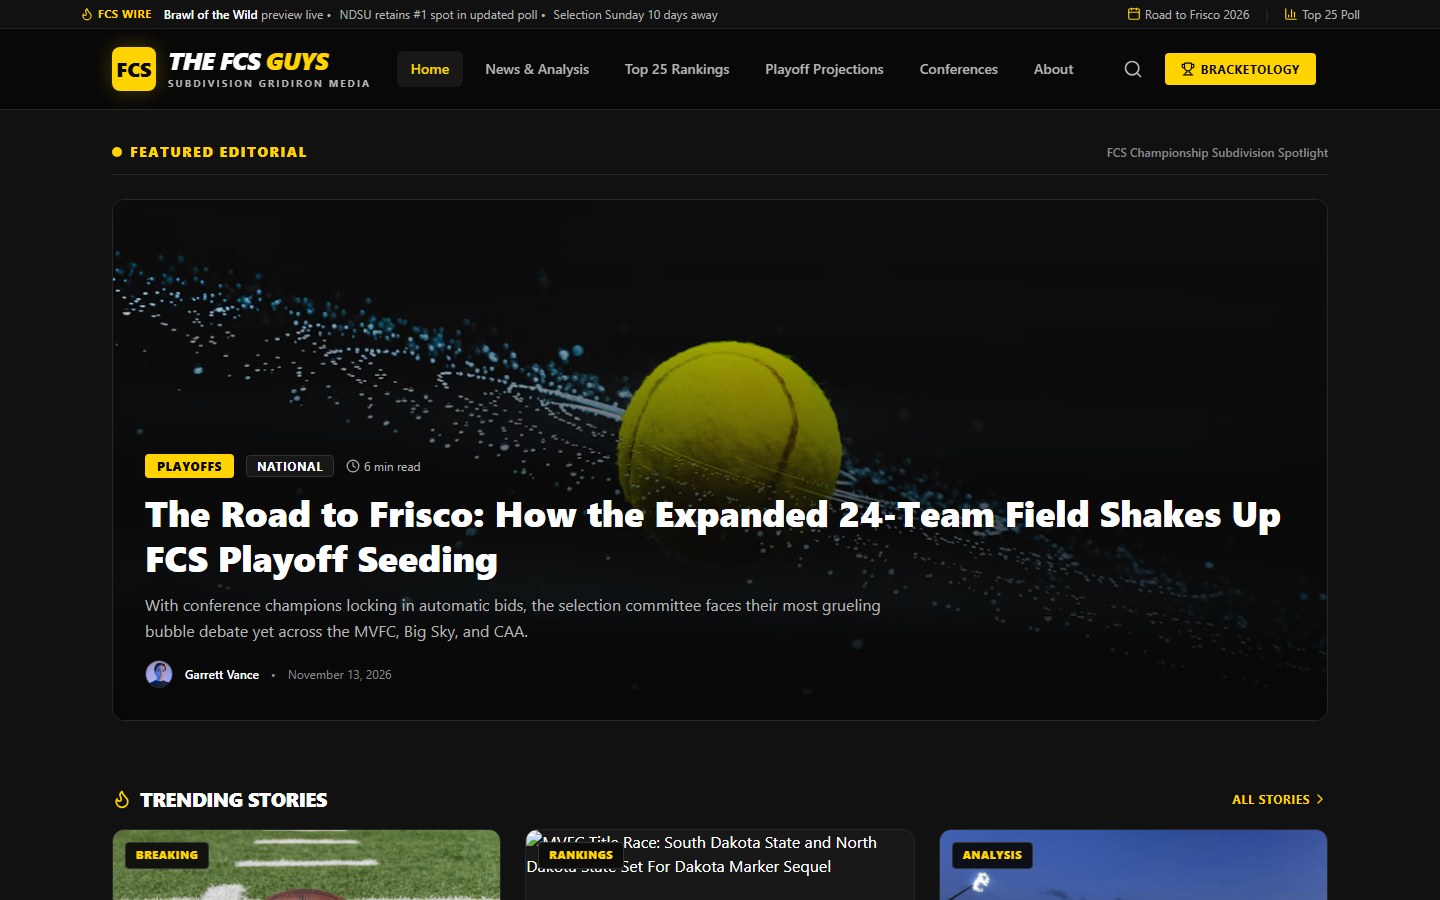 FCS WIRE Brawl of the Wild preview live • NDSU retains #1 spot in updated poll • Selection Sunday 10 days away
Road to Frisco 2026 | Top 25 Poll
FCS THE FCS GUYS
SUBDIVISION GRIDIRON MEDIA
Home News & Analysis Top 25 Rankings Playoff Projections Conferences About BRACKETOLOGY
FEATURED EDITORIAL
FCS Championship Subdivision Spotlight
PLAYOFFS NATIONAL 6 min read
The Road to Frisco: How the Expanded 24-Team Field Shakes Up
FCS Playoff Seeding
With conference champions locking in automatic bids, the selection committee faces their most grueling
bubble debate yet across the MVFC, Big Sky, and CAA.
Garrett Vance • November 13, 2026
TRENDING STORIES
ALL STORIES
BREAKING
MVFC Title Race: South Dakota State and North
Dakota State Set For Dakota Marker Sequel
RANKINGS
ANALYSIS